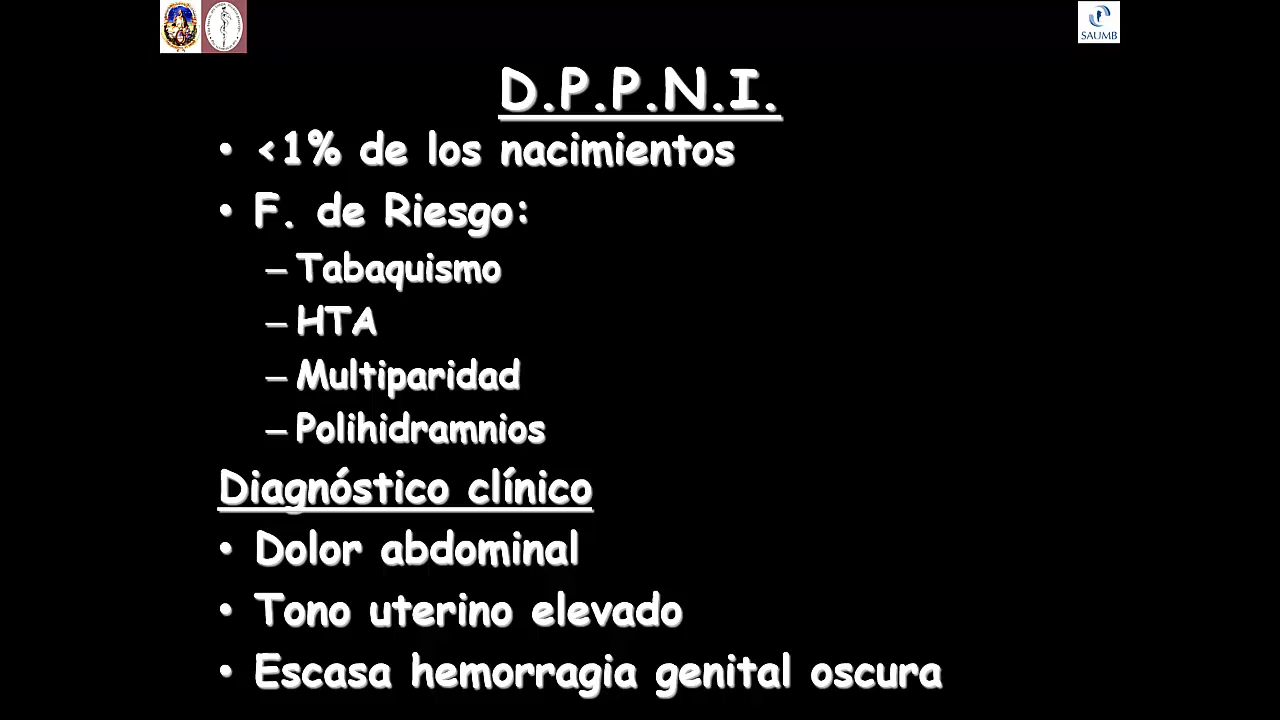 SAUMB
D.P.P.N.I.
• <1% de los nacimientos
• F. de Riesgo:
– Tabaquismo
– HTA
– Multiparidad
– Polihidramnios
Diagnóstico clínico
• Dolor abdominal
• Tono uterino elevado
• Escasa hemorragia genital oscura